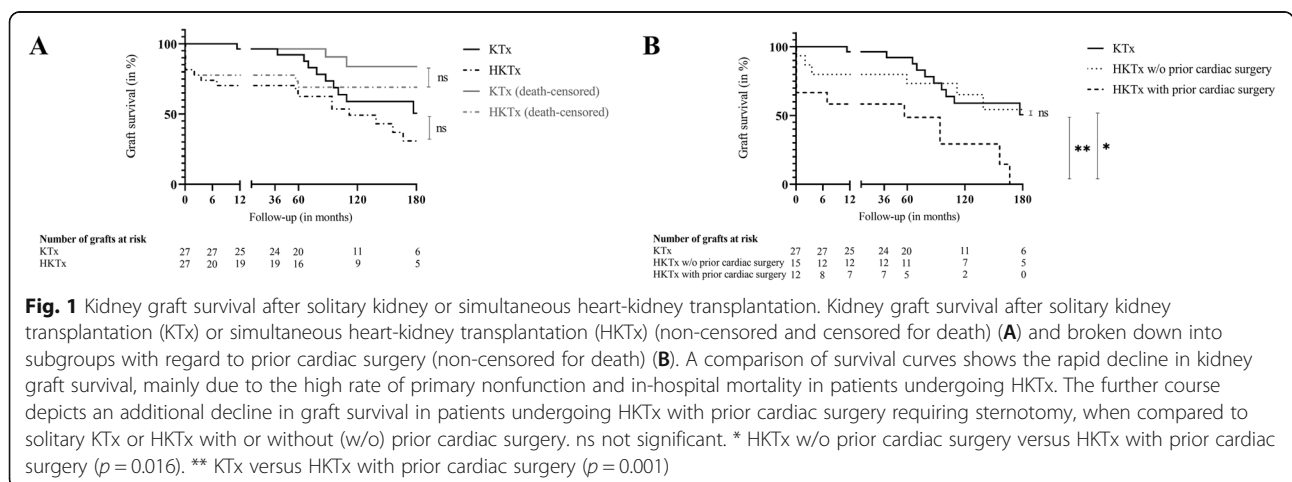 A
100
50
0
Graft survival (in %)
0 6 12 36 60 120 180
Follow-up (in months)
KTx
HKTx
KTx (death-censored)
HKTx (death-censored)
ns
ns
Number of grafts at risk
KTx 27 27 25 24 20 11 6
HKTx 27 20 19 19 16 9 5
B
100
50
0
Graft survival (in %)
0 6 12 36 60 120 180
Follow-up (in months)
KTx
HKTx w/o prior cardiac surgery
HKTx with prior cardiac surgery
ns
** *
Number of grafts at risk
KTx 27 27 25 24 20 11 6
HKTx w/o prior cardiac surgery 15 12 12 12 11 7 5
HKTx with prior cardiac surgery 12 8 7 7 5 2 0
Fig. 1 Kidney graft survival after solitary kidney or simultaneous heart-kidney transplantation. Kidney graft survival after solitary kidney
transplantation (KTx) or simultaneous heart-kidney transplantation (HKTx) (non-censored and censored for death) (A) and broken down into
subgroups with regard to prior cardiac surgery (non-censored for death) (B). A comparison of survival curves shows the rapid decline in kidney
graft survival, mainly due to the high rate of primary nonfunction and in-hospital mortality in patients undergoing HKTx. The further course
depicts an additional decline in graft survival in patients undergoing HKTx with prior cardiac surgery requiring sternotomy, when compared to
solitary KTx or HKTx with or without (w/o) prior cardiac surgery. ns not significant. * HKTx w/o prior cardiac surgery versus HKTx with prior cardiac
surgery (p = 0.016). ** KTx versus HKTx with prior cardiac surgery (p = 0.001)